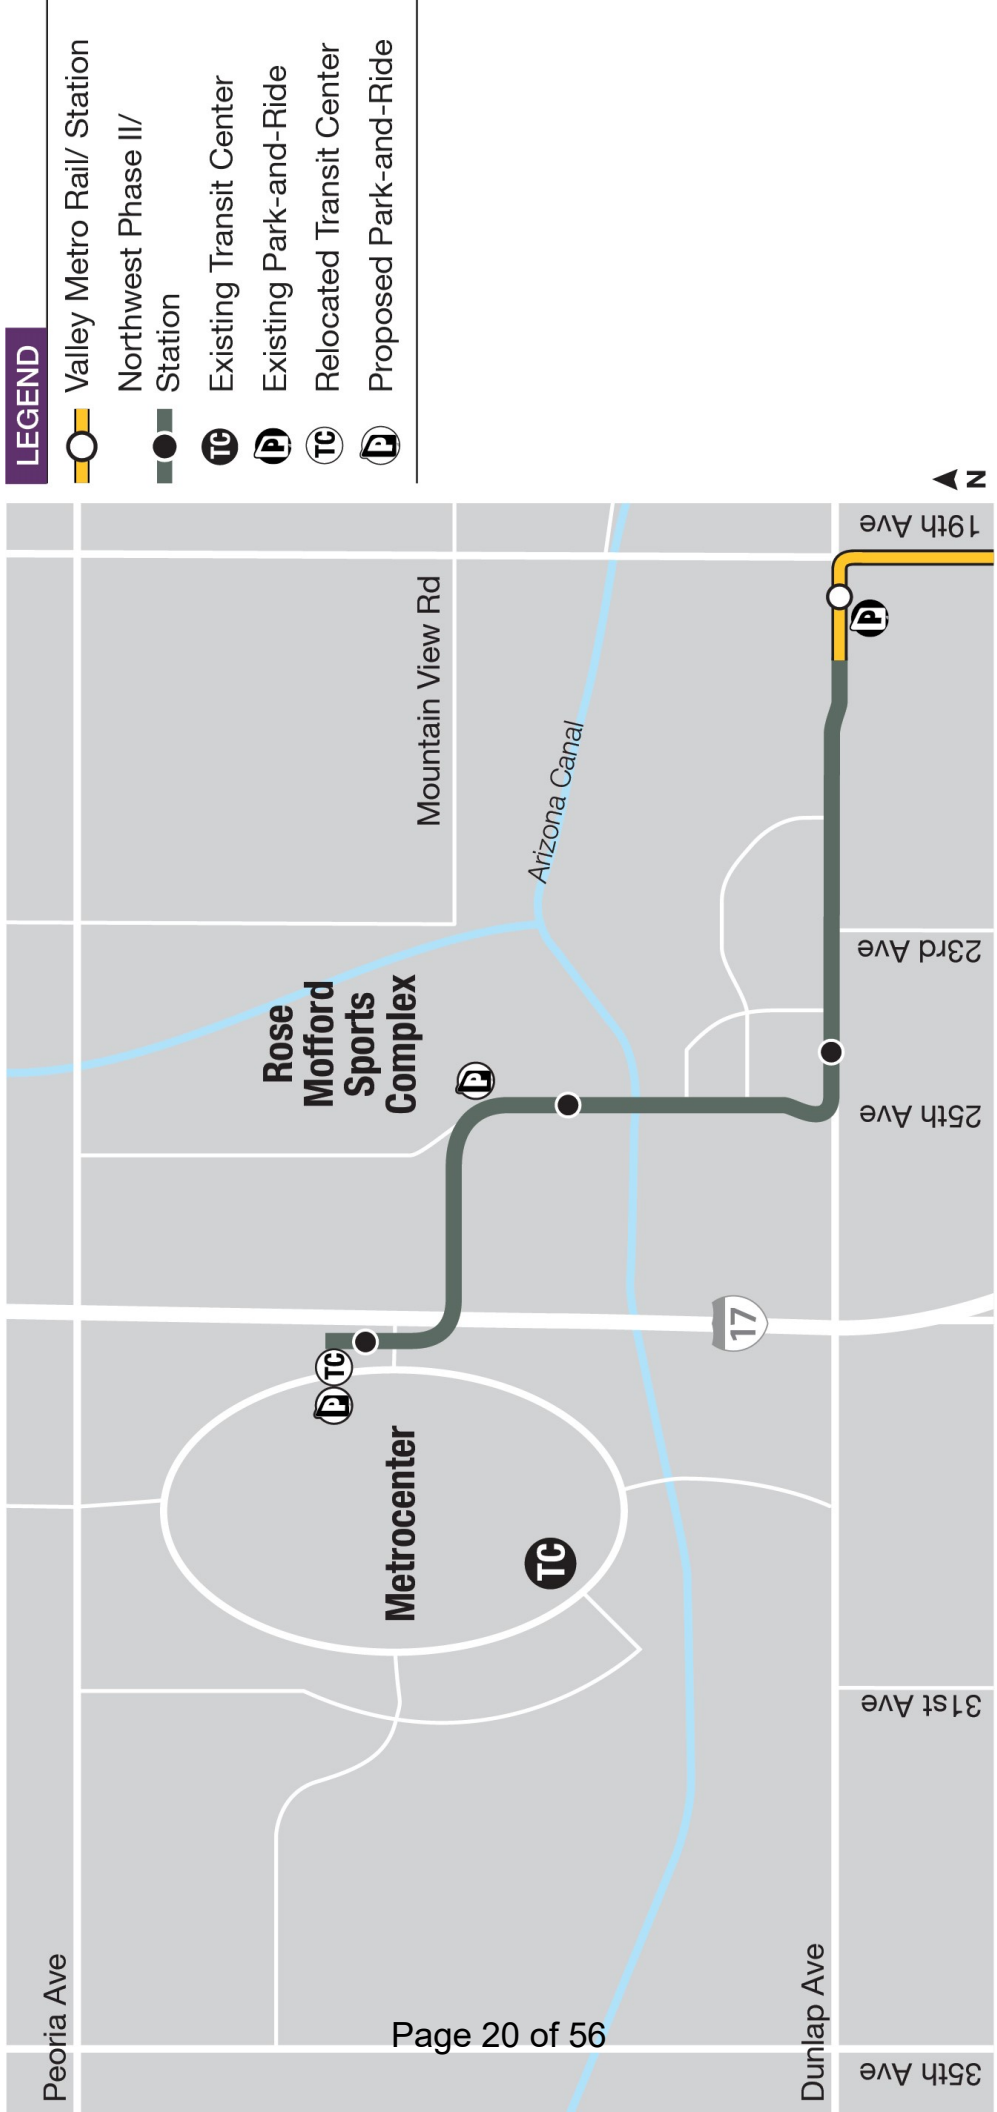 LEGEND
Valley Metro Rail/ Station
Northwest Phase II/
Station
TC Existing Transit Center
P Existing Park-and-Ride
TC Relocated Transit Center
P Proposed Park-and-Ride
Peoria Ave
Mountain View Rd
Arizona Canal
Rose
Mofford
Sports
Complex
P
P TC
Metrocenter
TC
17
P
Dunlap Ave
35th Ave
31st Ave
25th Ave
23rd Ave
19th Ave
N
Page 20 of 56